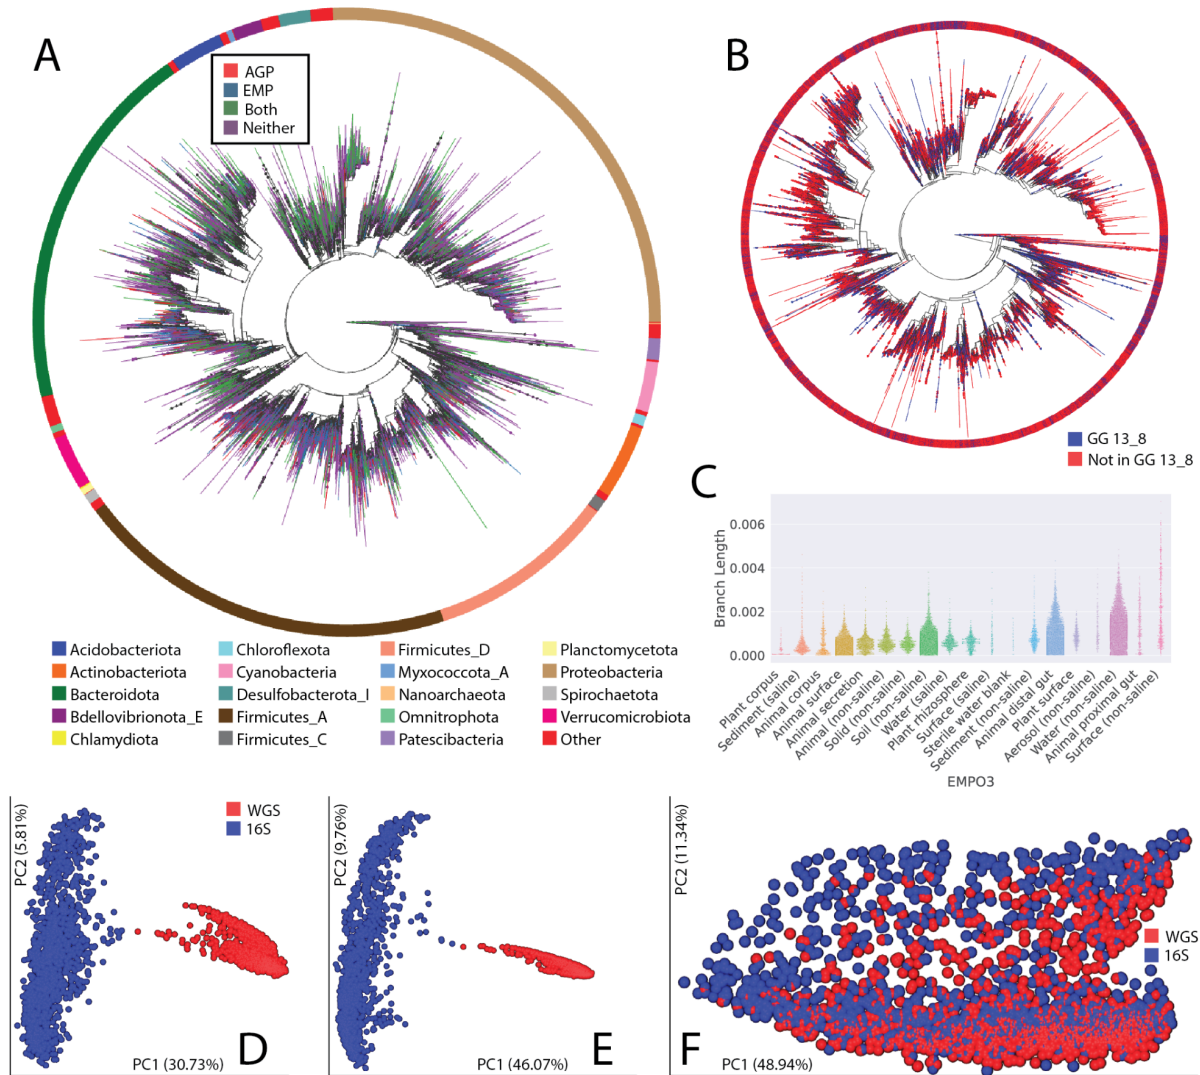 A
AGP
EMP
Both
Neither
B
GG 13_8
Not in GG 13_8
Acidobacteriota
Actinobacteriota
Bacteroidota
Bdellovibrionota_E
Chlamydiota
Chloroflexota
Cyanobacteria
Desulfobacterota_I
Firmicutes_A
Firmicutes_C
Firmicutes_D
Myxococcota_A
Nanoarchaeota
Omnitrophota
Patescibacteria
Planctomycetota
Proteobacteria
Spirochaetota
Verrucomicrobiota
Other
C
Branch Length
0.006
0.004
0.002
0.000
Plant corpus
Sediment (saline)
Animal corpus
Animal surface
Animal secretion
Animal (non-saline)
Solid (non-saline)
Soil (non-saline)
Water (saline)
Plant rhizosphere
Surface (saline)
Sterile water blank
Sediment (non-saline)
Animal distal gut
Plant surface
Aerosol (non-saline)
Water (non-saline)
Animal proximal gut
Surface (non-saline)
EMPO3
PC2 (5.81%)
WGS
16S
PC1 (30.73%)
D
PC2 (9.76%)
PC1 (46.07%)
E
PC2 (11.34%)
WGS
16S
F
PC1 (48.94%)